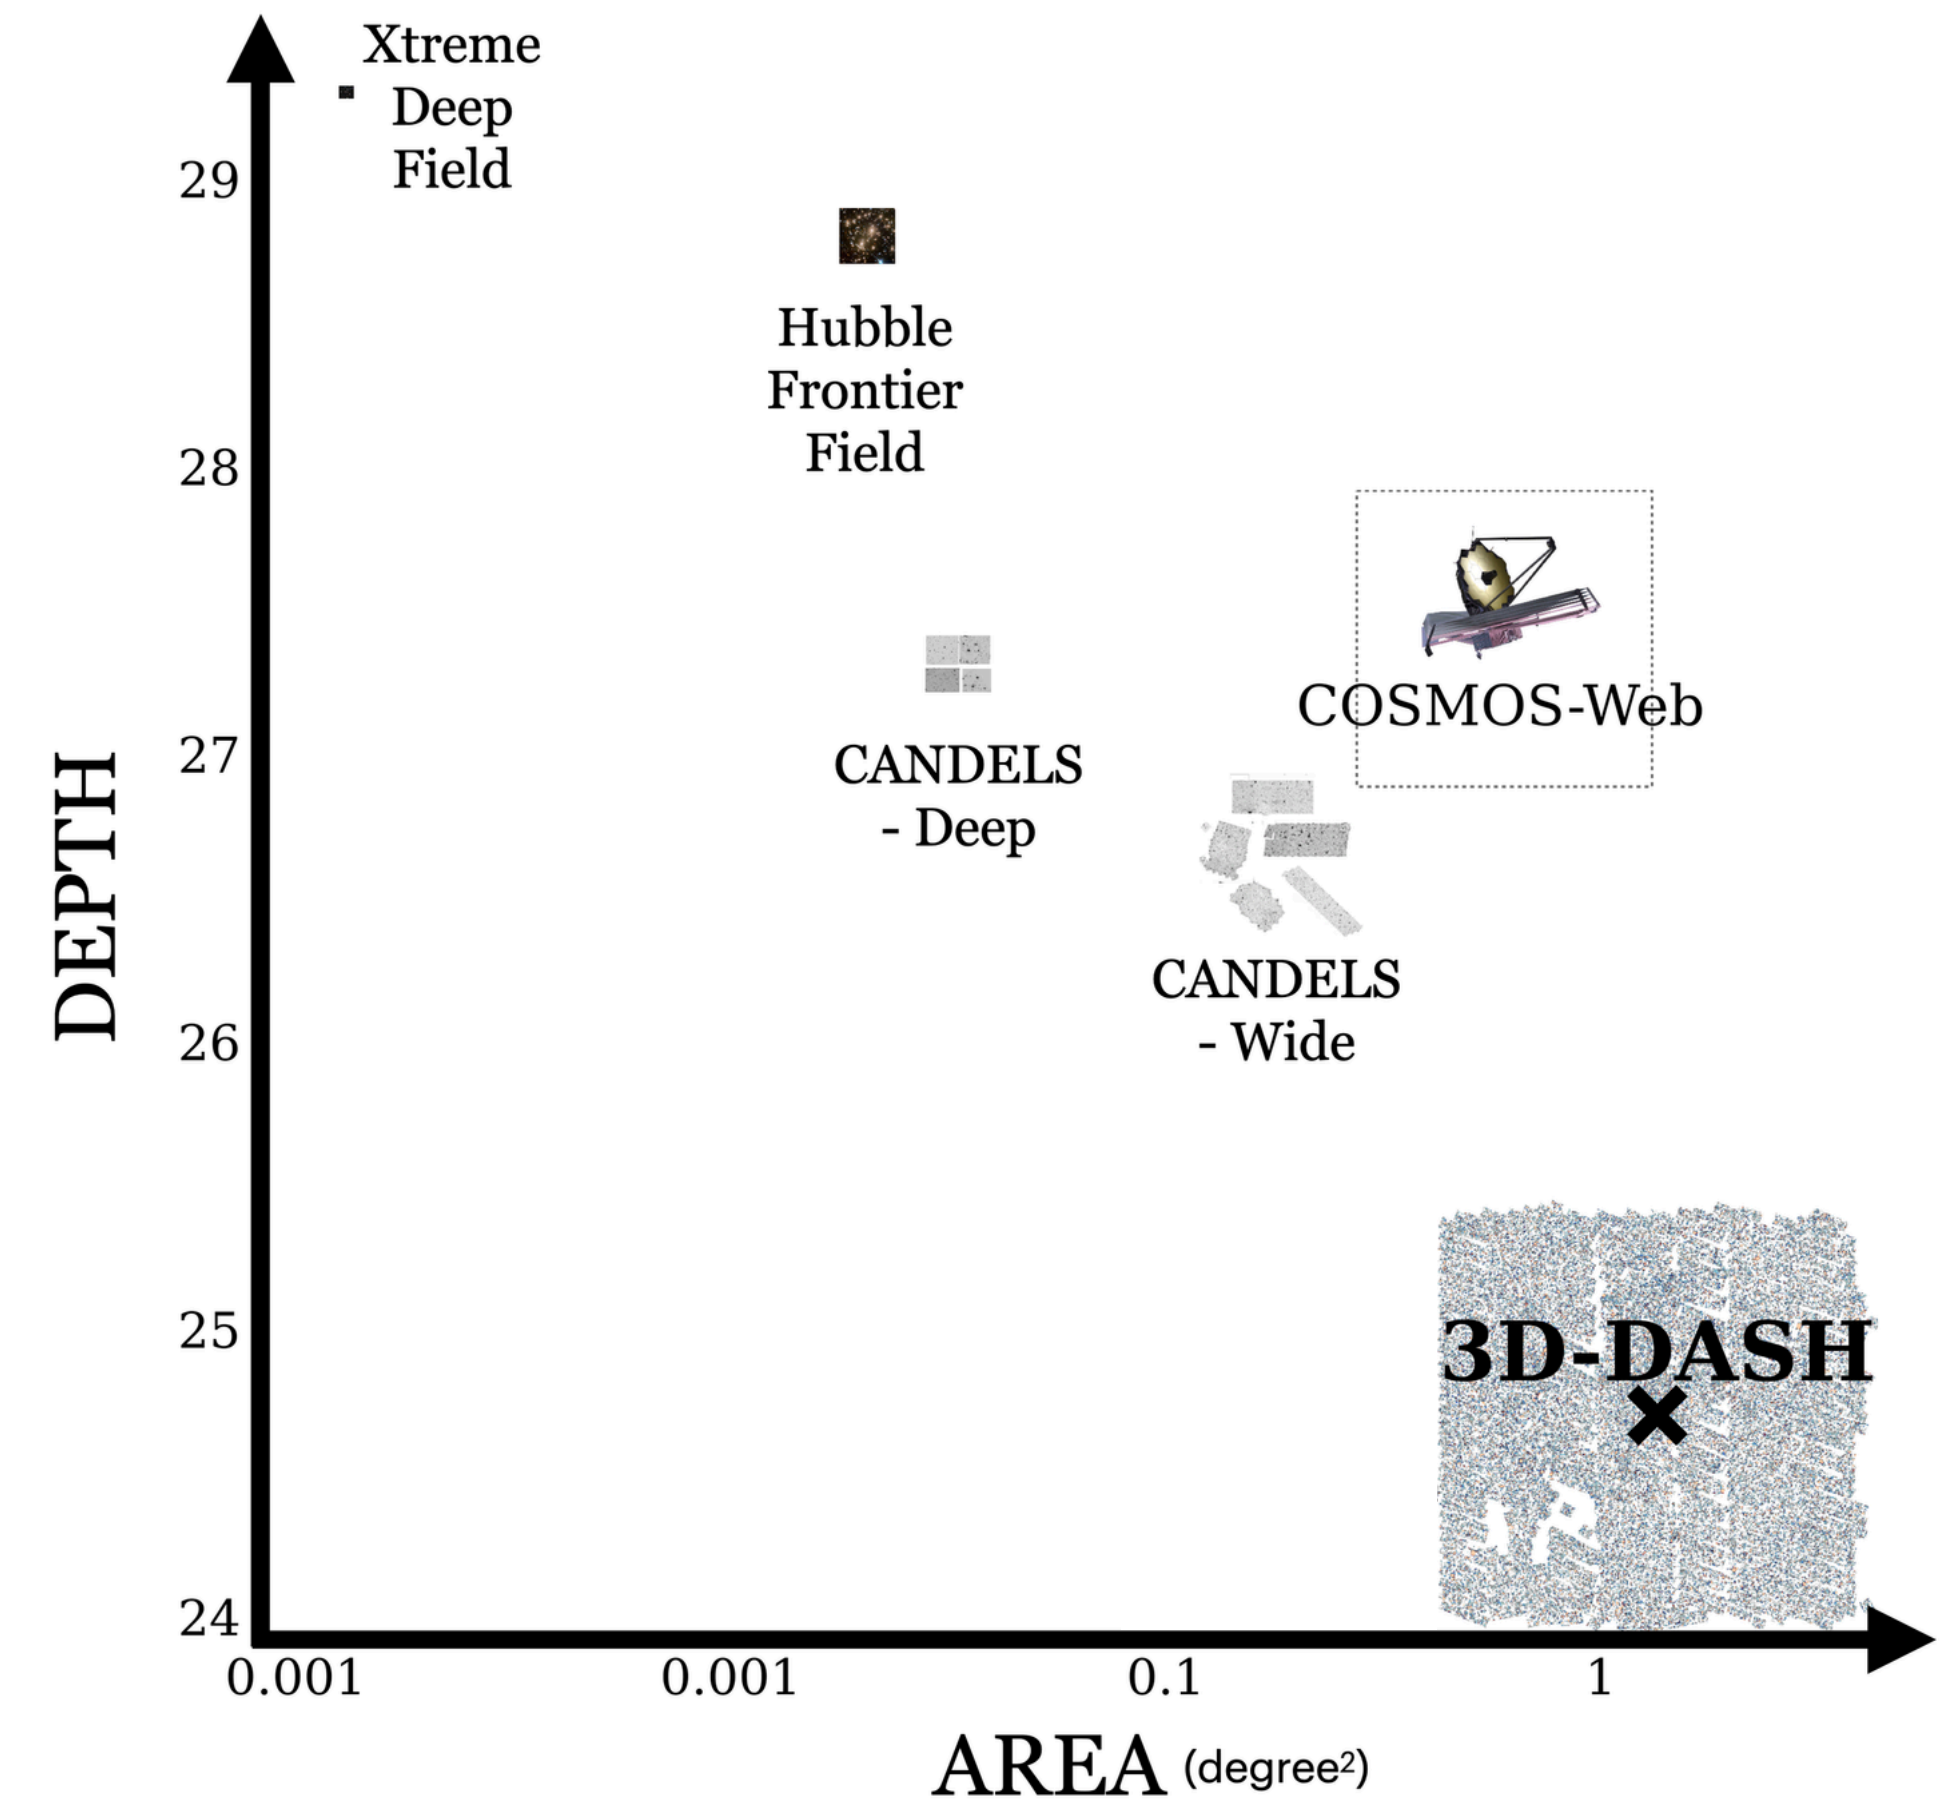 Xtreme
Deep
Field
29
Hubble
Frontier
Field
28
COSMOS-Web
27
CANDELS
- Deep
CANDELS
- Wide
26
DEPTH
25
3D-DASH
24
0.001
0.001
0.1
1
AREA (degree²)